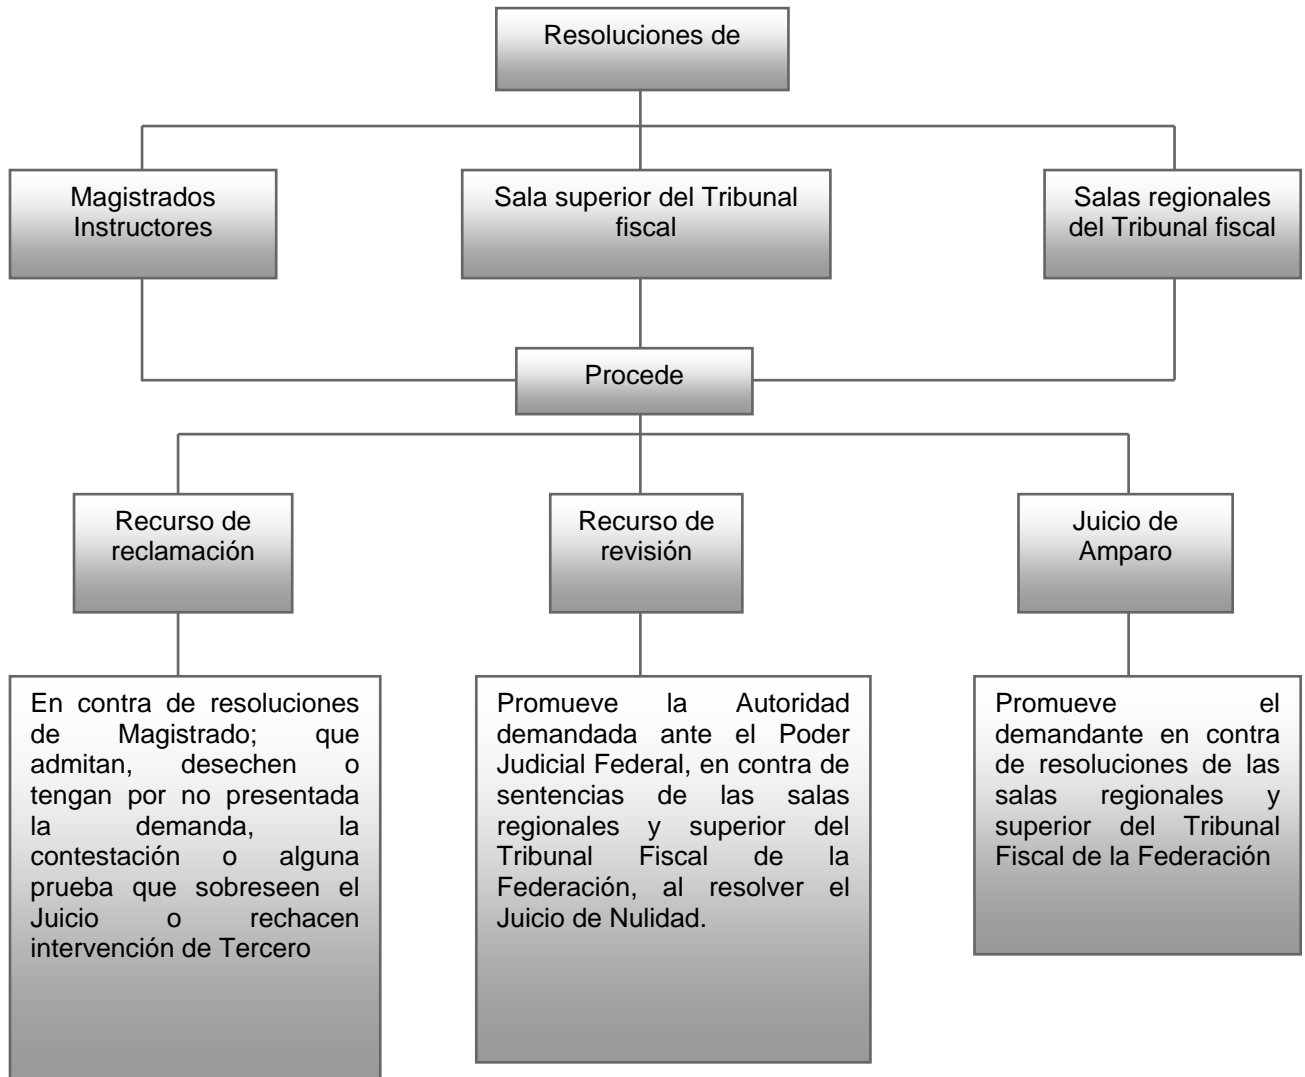 Resoluciones de
Magistrados
Instructores
Sala superior del Tribunal
fiscal
Salas regionales
del Tribunal fiscal
Procede
Recurso de
reclamación
Recurso de
revisión
Juicio de
Amparo
En contra de resoluciones
de Magistrado; que
admitan, desechen o
tengan por no presentada
la demanda, la
contestación o alguna
prueba que sobreseen el
Juicio o rechacen
intervención de Tercero
Promueve la Autoridad
demandada ante el Poder
Judicial Federal, en contra de
sentencias de las salas
regionales y superior del
Tribunal Fiscal de la
Federación, al resolver el
Juicio de Nulidad.
Promueve el
demandante en contra
de resoluciones de las
salas regionales y
superior del Tribunal
Fiscal de la Federación